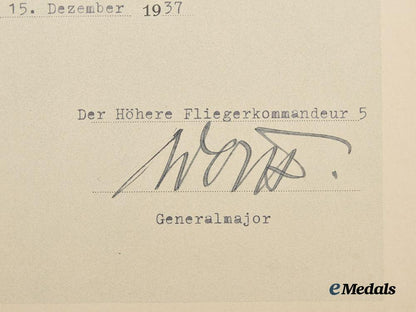 15. Dezember 1937
Der Höhere Fliegerkommandeur 5
Generalmajor
eMedals